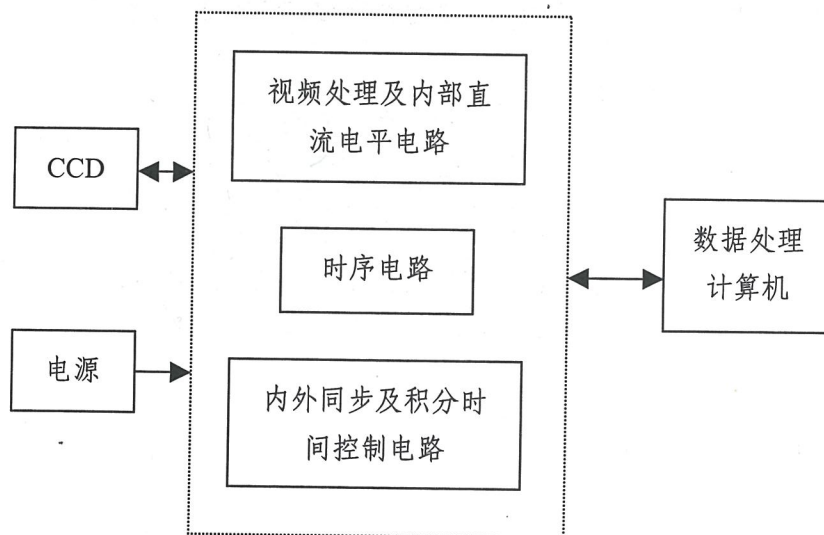 视频处理及内部直
流电平电路
CCD
时序电路
数据处理
计算机
电源
内外同步及积分时
间控制电路